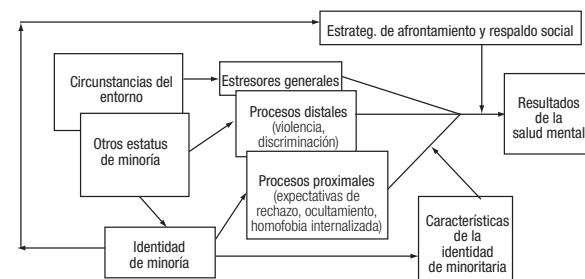 Estrateg. de afrontamiento y respaldo social
Circunstancias del
entorno
Estresores generales
Procesos distales
(violencia,
discriminación)
Otros estatus
de minoría
Resultados
de la
salud mental
Procesos proximales
(expectativas de
rechazo, ocultamiento,
homofobia internalizada)
Identidad
de minoría
Características
de la
identidad
de minoritaria